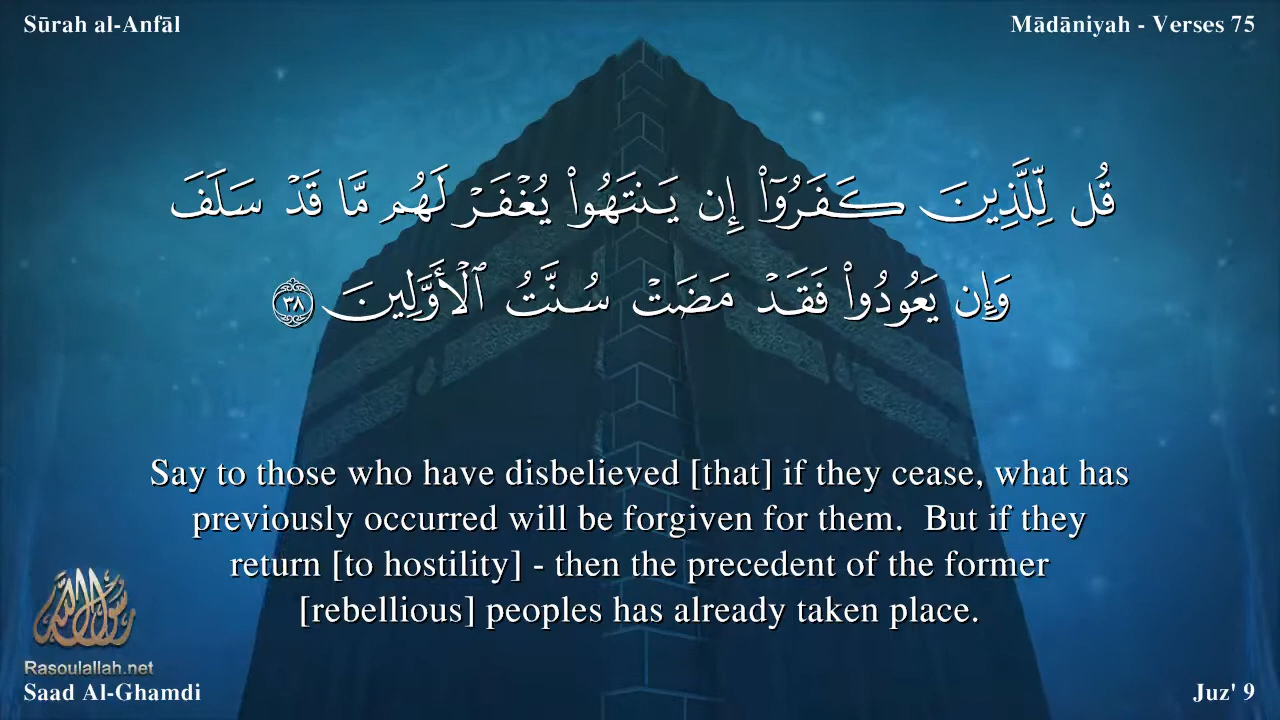 Sūrah al-Anfāl
Mādāniyah - Verses 75
قُل لِّلَّذِينَ كَفَرُوٓا۟ إِن يَنتَهُوا۟ يُغْفَرْ لَهُم مَّا قَدْ سَلَفَ
وَإِن يَعُودُوا۟ فَقَدْ مَضَتْ سُنَّتُ ٱلْأَوَّلِينَ ٣٨
Say to those who have disbelieved [that] if they cease, what has
previously occurred will be forgiven for them.  But if they
return [to hostility] - then the precedent of the former
[rebellious] peoples has already taken place.
رسول الله
Rasoulallah.net
Saad Al-Ghamdi
Juz' 9